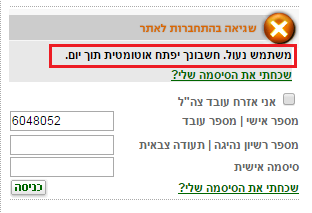 שגיאה בהתחברות לאתר
משתמש נעול. חשבונך יפתח אוטומטית תוך יום.
שכחתי את הסיסמה שלי?
אני אזרח עובד צה"ל
מספר אישי | מספר עובד
6048052
מספר רשיון נהיגה | תעודה צבאית
סיסמה אישית
שכחתי את הסיסמה שלי?
כניסה